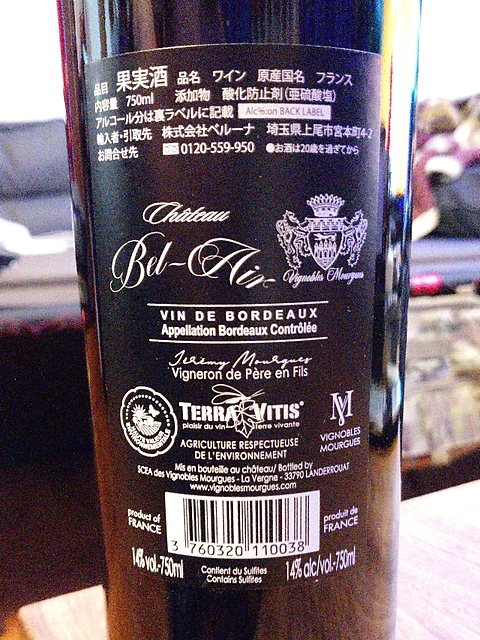 品目 果実酒 品名 ワイン 原産国名 フランス
内容量 750ml 添加物 酸化防止剤(亜硫酸塩)
アルコール分は裏ラベルに記載 Alc%:on BACK LABEL
輸入者・引取先 株式会社ベルーナ 埼玉県上尾市宮本町4-2
お問合せ先 0120-559-950 ●お酒は20歳を過ぎてから
Château
Bel-Air
Vignobles Mourgues
VIN DE BORDEAUX
Appellation Bordeaux Contrôlée
Jérémy Mourgues
Vigneron de Père en Fils
TERRA VITIS®
plaisir du vin terre vivante
AGRICULTURE RESPECTUEUSE
DE L'ENVIRONNEMENT
HAUTE VALEUR ENVIRONNEMENTALE
VM
VIGNOBLES
MOURGUES
Mis en bouteille au château/ Bottled by
SCEA des Vignobles Mourgues - La Vergne - 33790 LANDERROUAT
www.vignoblesmourgues.com
product of
FRANCE
produit de
FRANCE
3 760320 110038
14% vol-750ml
Contient du Sulfites
Contains Sulfites
14% alc/vol.-750ml